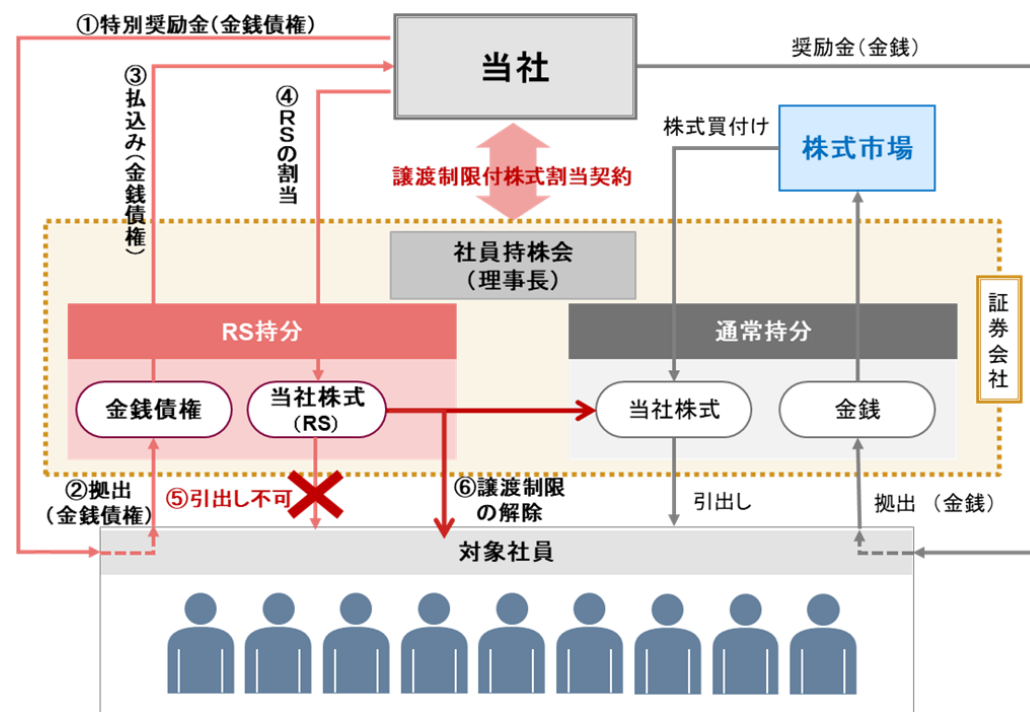 ①特別奨励金(金銭債権)
当社
奨励金(金銭)
③払込み(金銭債権)
④RSの割当
株式買付け
株式市場
譲渡制限付株式割当契約
社員持株会
(理事長)
証券会社
RS持分
通常持分
金銭債権
当社株式
(RS)
当社株式
金銭
②拠出
(金銭債権)
⑤引出し不可
⑥譲渡制限
の解除
引出し
拠出 (金銭)
対象社員